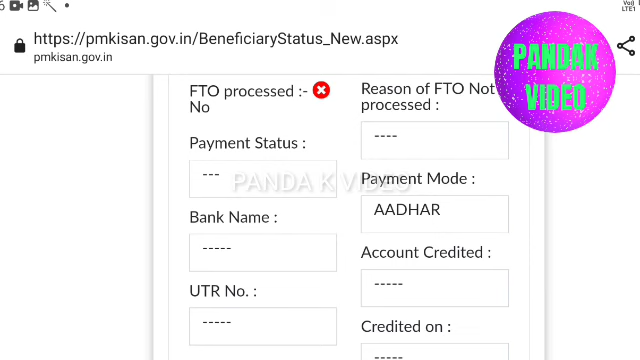 https://pmkisan.gov.in/BeneficiaryStatus_New.aspx
pmkisan.gov.in
PANDAK
VIDEO
FTO processed :-
No
Reason of FTO Not
processed :
----
Payment Status :
---
PANDA K VIDEO
Payment Mode :
AADHAR
Bank Name :
-----
Account Credited :
-----
UTR No. :
-----
Credited on :
-----